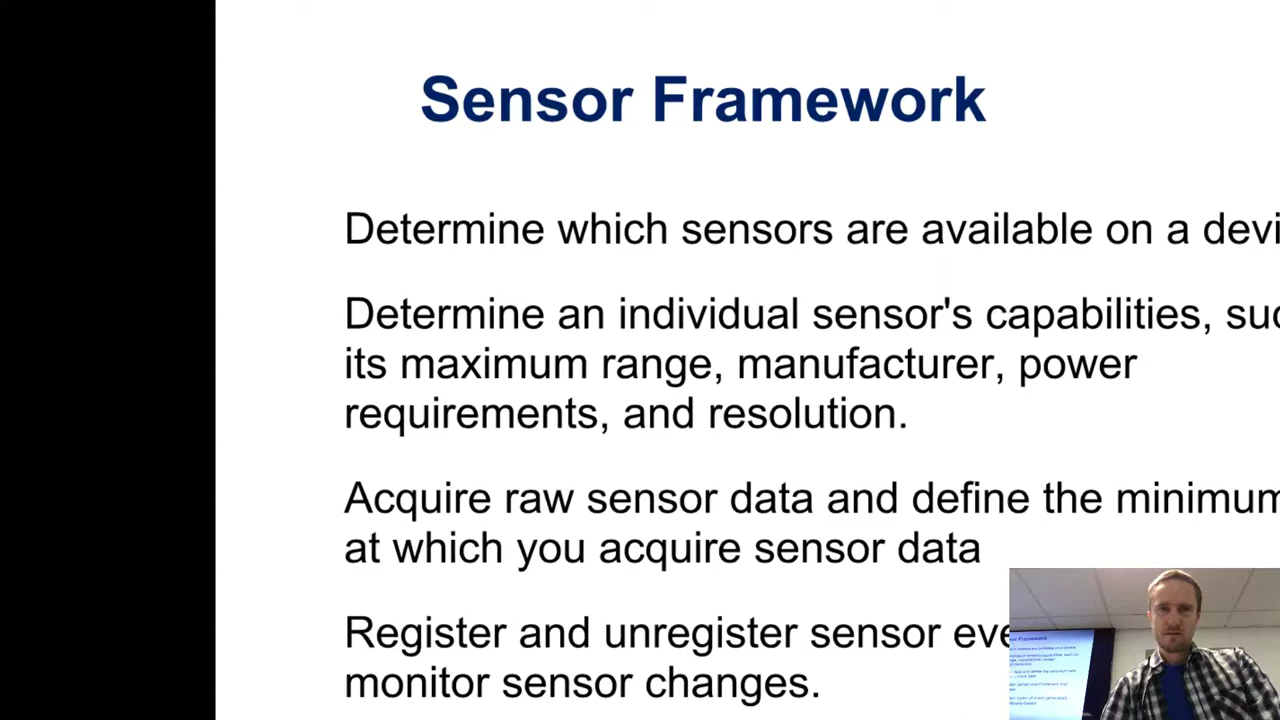 Sensor Framework
Determine which sensors are available on a devi
Determine an individual sensor's capabilities, suc
its maximum range, manufacturer, power
requirements, and resolution.
Acquire raw sensor data and define the minimum
at which you acquire sensor data
Register and unregister sensor eve
monitor sensor changes.